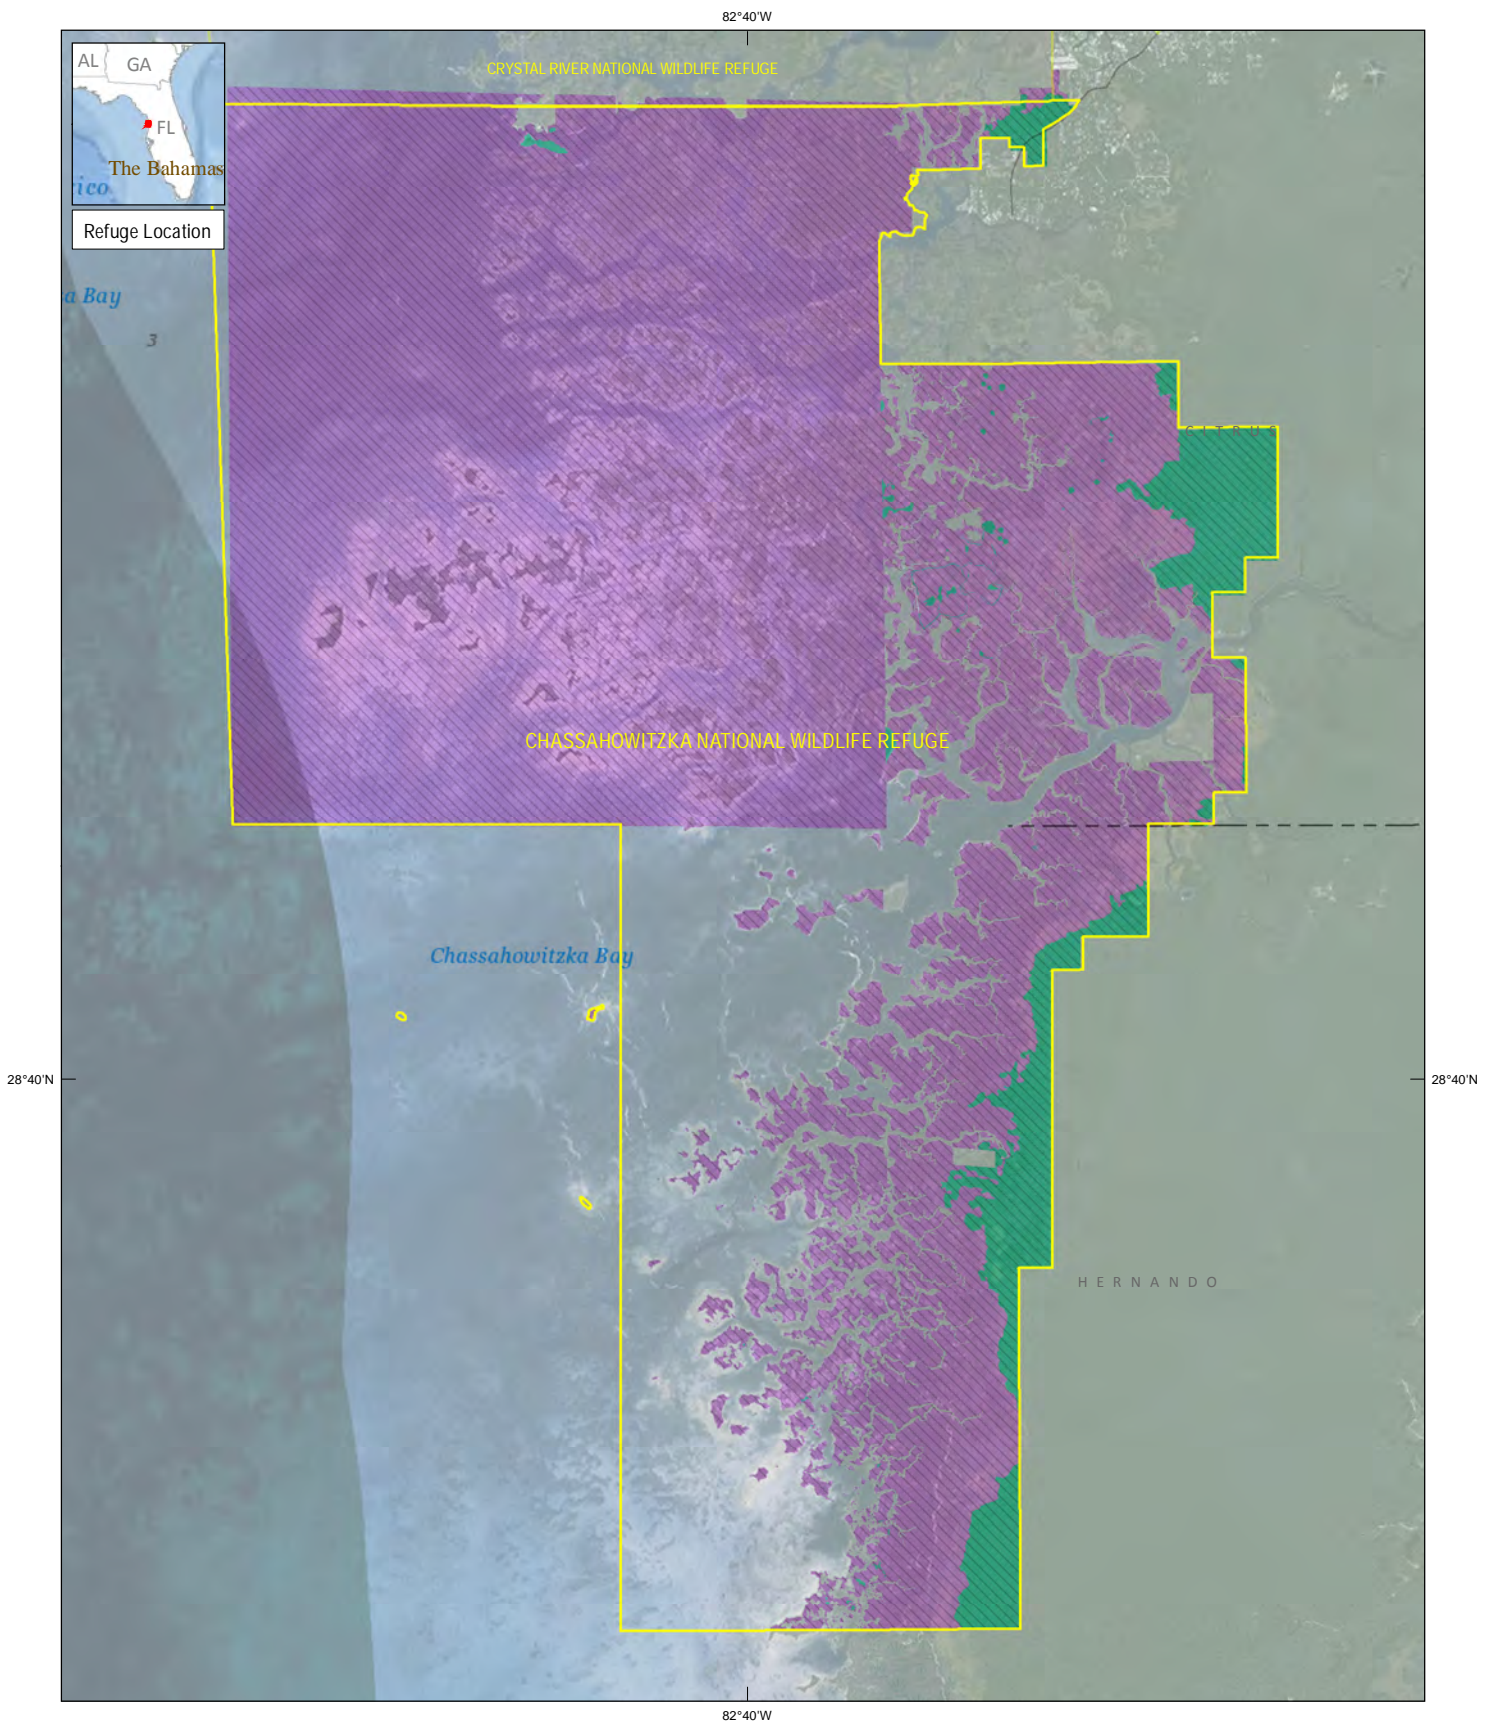 82°40'W
CRYSTAL RIVER NATIONAL WILDLIFE REFUGE
AL
GA
FL
The Bahamas
ico
Refuge Location
a Bay
3
CITRUS
CHASSAHOWITZKA NATIONAL WILDLIFE REFUGE
Chassahowitzka Bay
28°40'N
28°40'N
HERNANDO
82°40'W